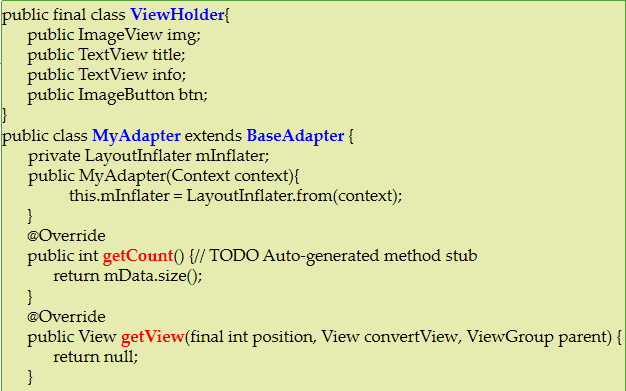 public final class ViewHolder{
public ImageView img;
public TextView title;
public TextView info;
public ImageButton btn;
}
public class MyAdapter extends BaseAdapter {
private LayoutInflater mInflater;
public MyAdapter(Context context){
this.mInflater = LayoutInflater.from(context);
}
@Override
public int getCount() {// TODO Auto-generated method stub
return mData.size();
}
@Override
public View getView(final int position, View convertView, ViewGroup parent) {
return null;
}